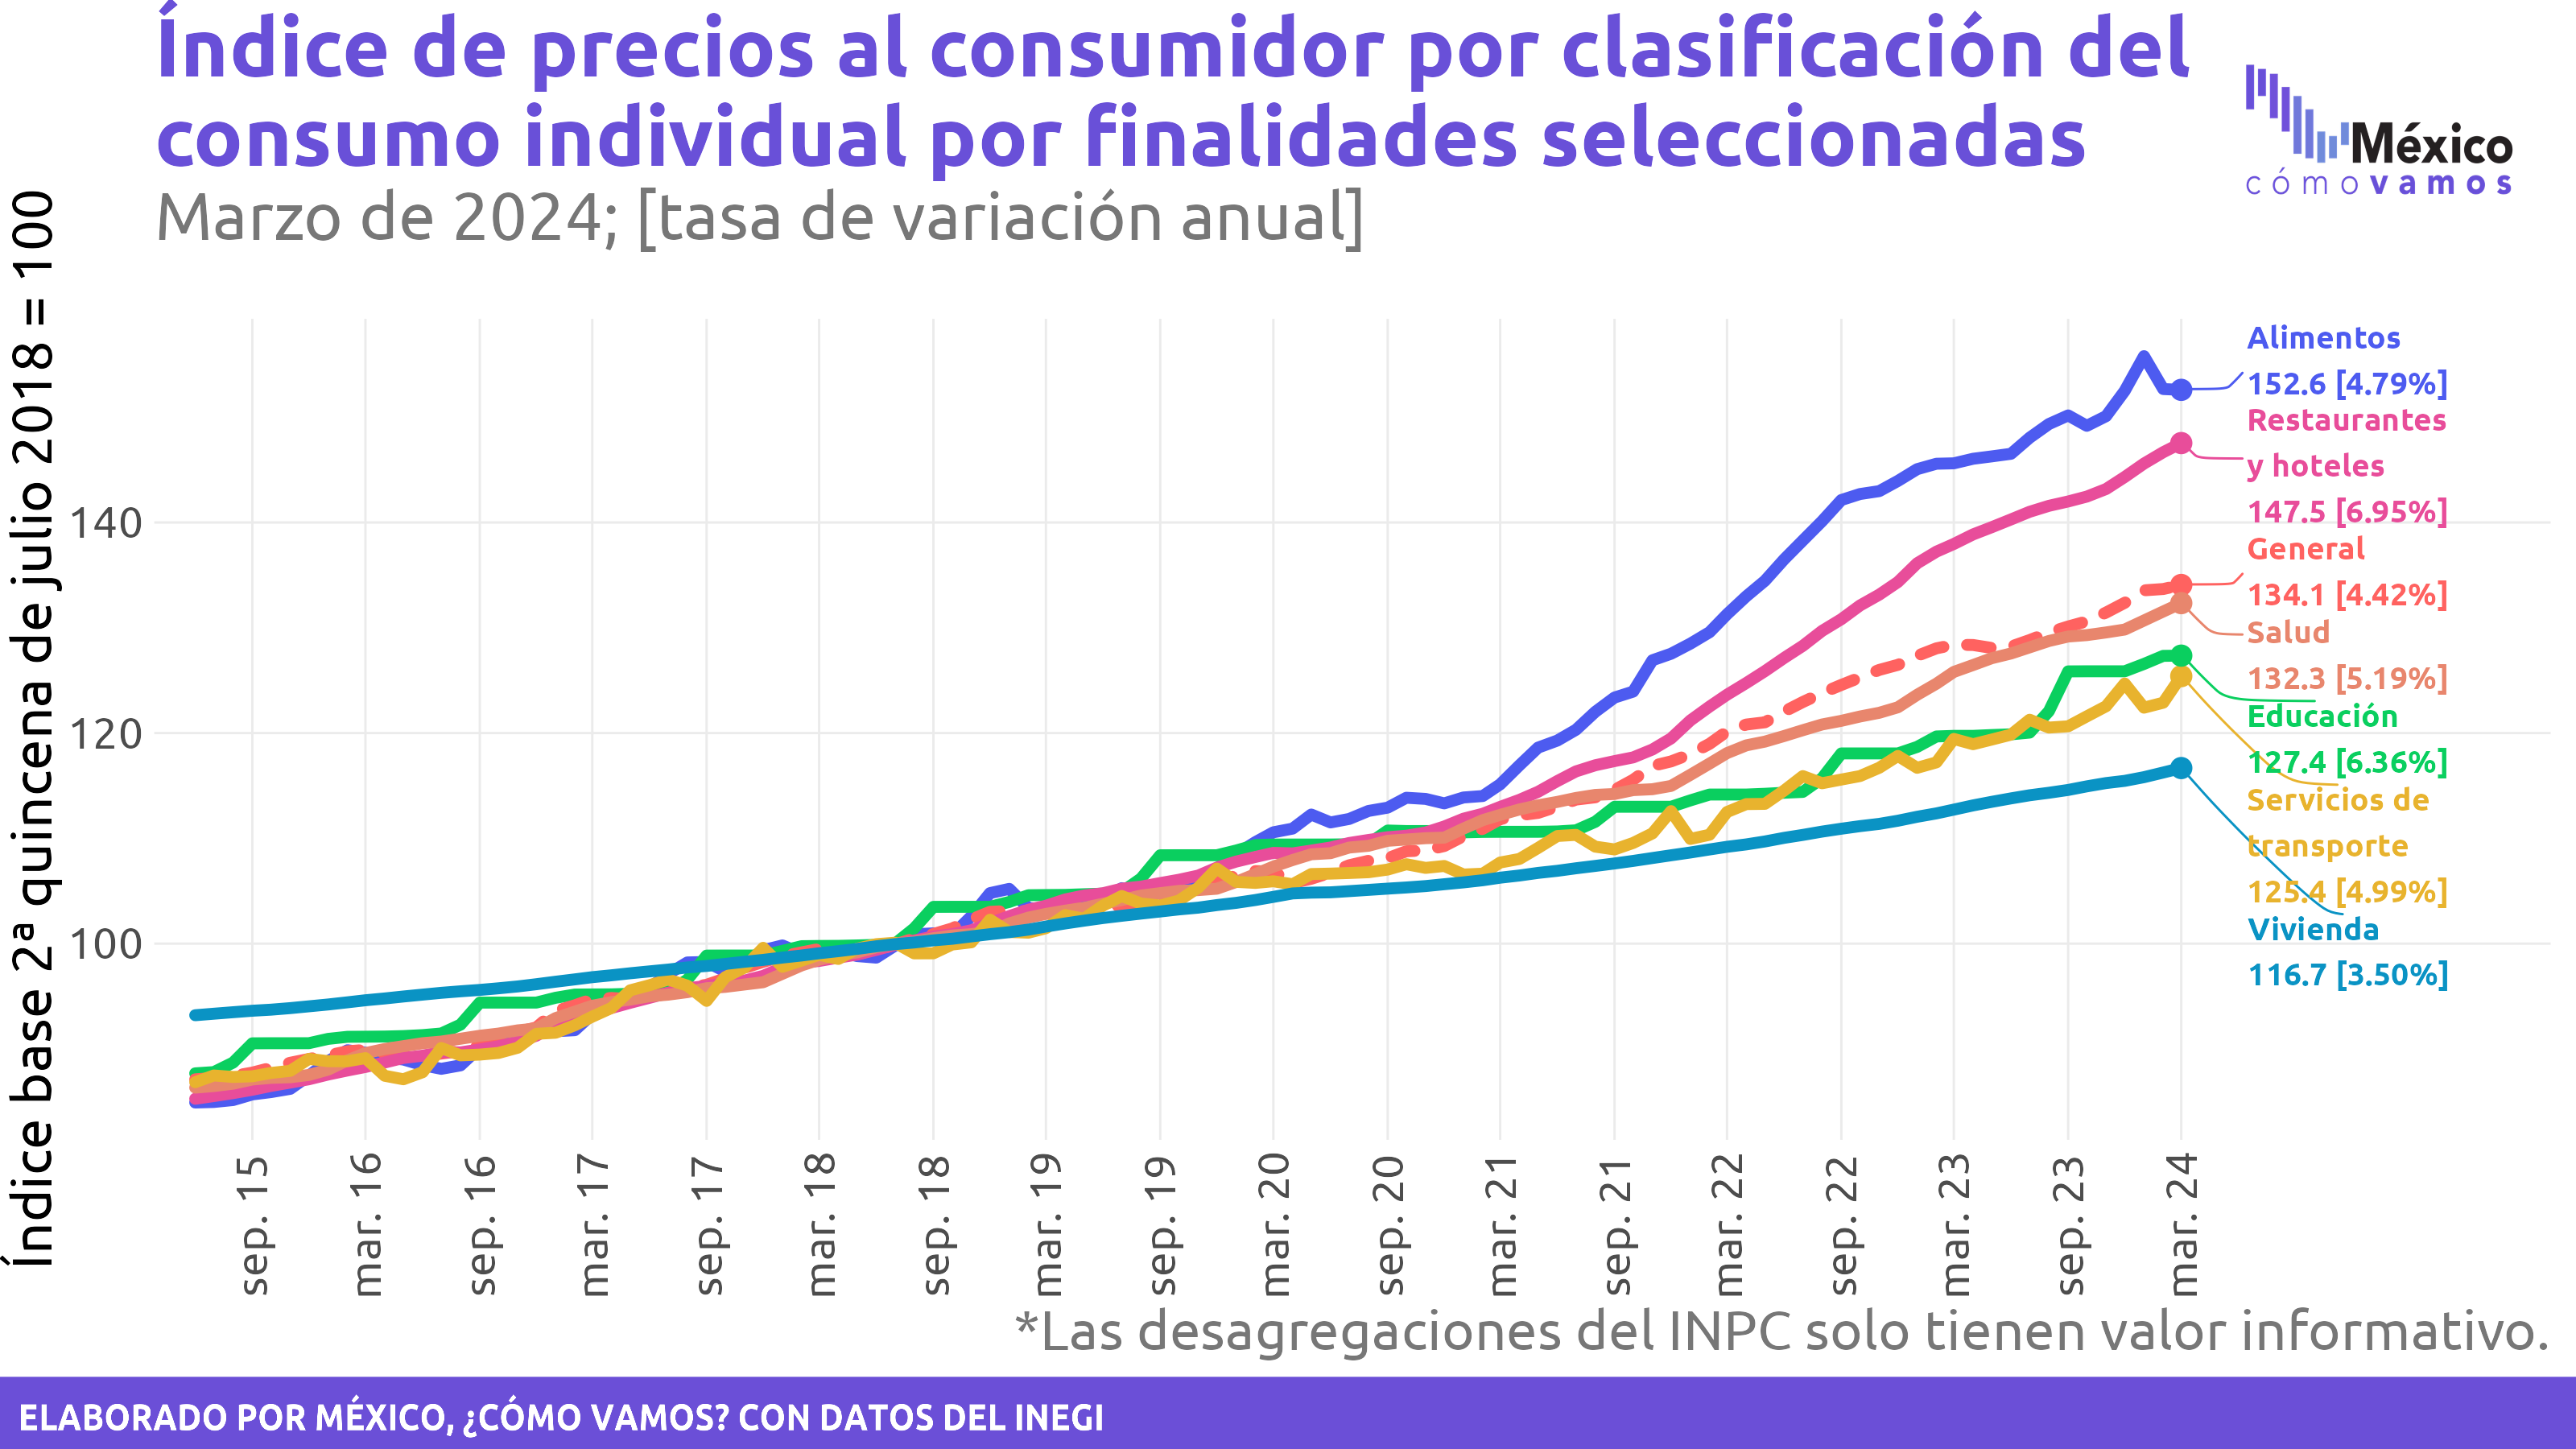 Índice de precios al consumidor por clasificación del
consumo individual por finalidades seleccionadas
Marzo de 2024; [tasa de variación anual]
México
cómo vamos
Índice base 2ª quincena de julio 2018 = 100
140
120
100
Alimentos
152.6 [4.79%]
Restaurantes
y hoteles
147.5 [6.95%]
General
134.1 [4.42%]
Salud
132.3 [5.19%]
Educación
127.4 [6.36%]
Servicios de
transporte
125.4 [4.99%]
Vivienda
116.7 [3.50%]
sep. 15
mar. 16
sep. 16
mar. 17
sep. 17
mar. 18
sep. 18
mar. 19
sep. 19
mar. 20
sep. 20
mar. 21
sep. 21
mar. 22
sep. 22
mar. 23
sep. 23
mar. 24
*Las desagregaciones del INPC solo tienen valor informativo.
ELABORADO POR MÉXICO, ¿CÓMO VAMOS? CON DATOS DEL INEGI